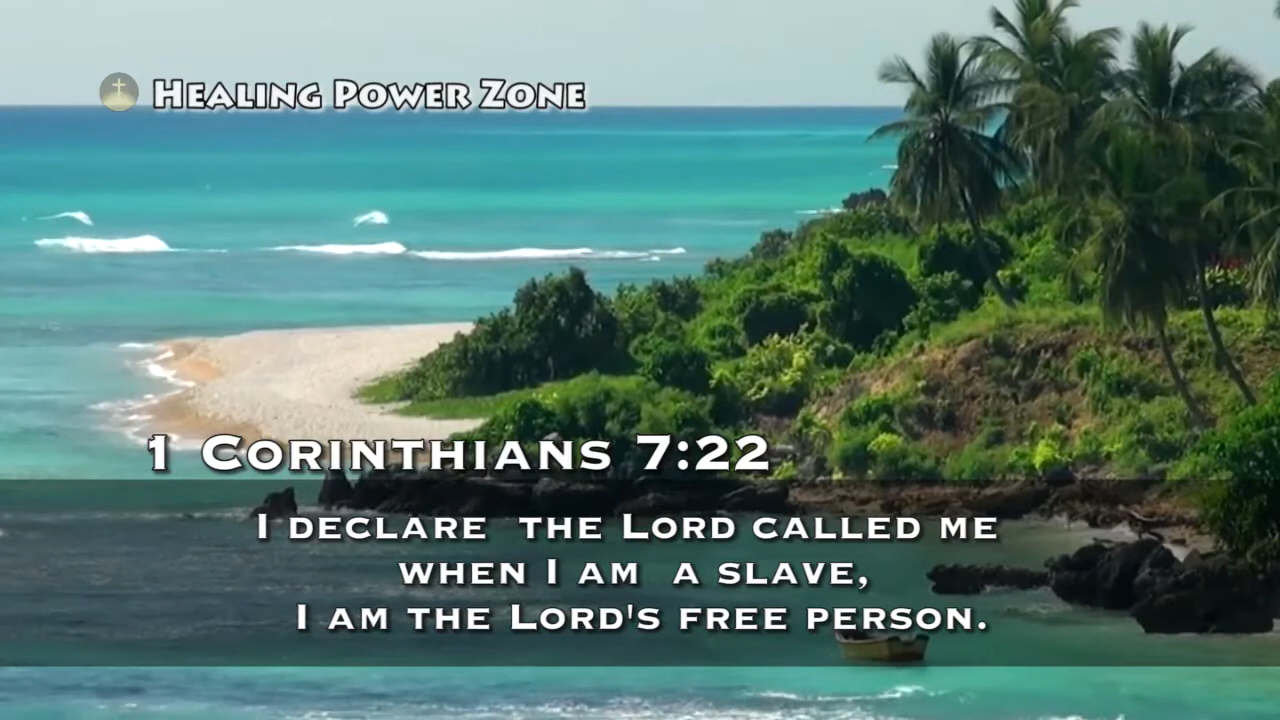 Healing Power Zone
1 Corinthians 7:22
I declare the Lord called me
when I am a slave,
I am the Lord's free person.